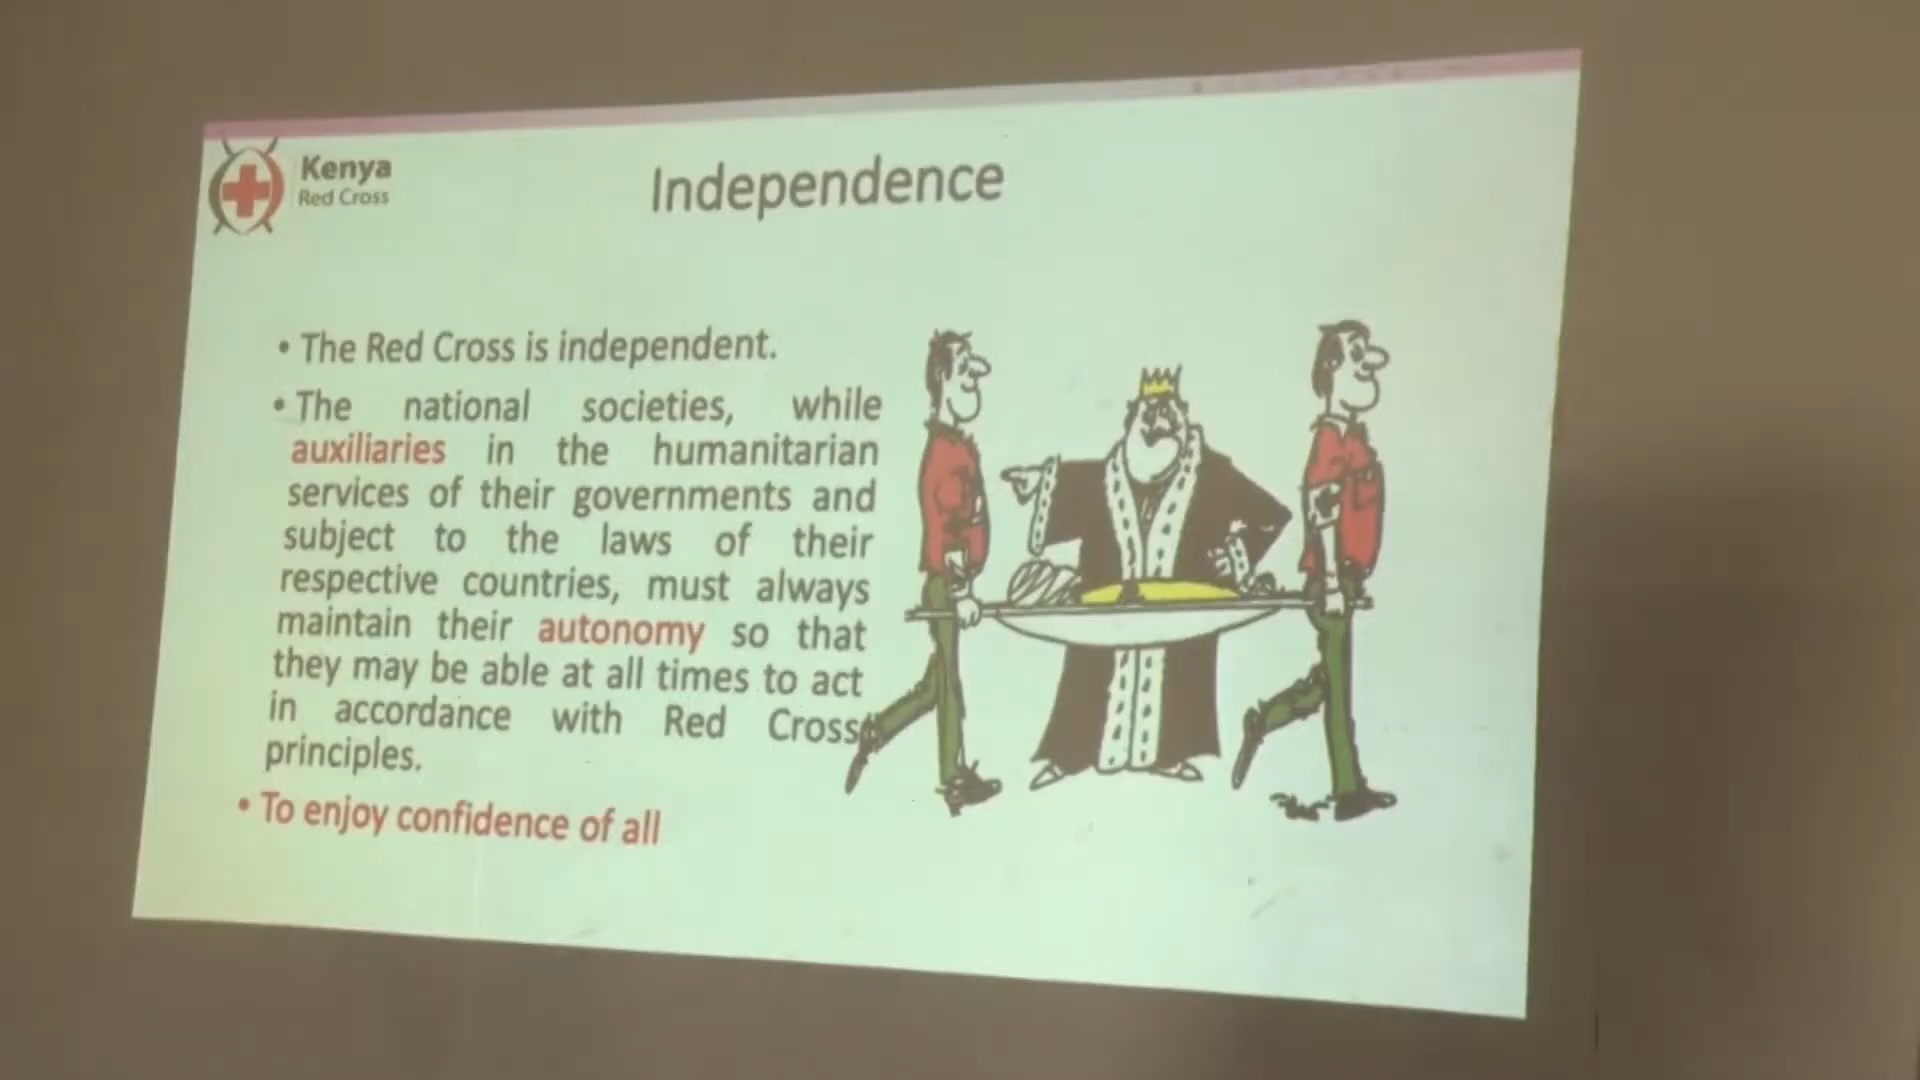 Kenya
Red Cross
Independence
• The Red Cross is independent.
• The national societies, while
auxiliaries in the humanitarian
services of their governments and
subject to the laws of their
respective countries, must always
maintain their autonomy so that
they may be able at all times to act
in accordance with Red Cross
principles.
• To enjoy confidence of all